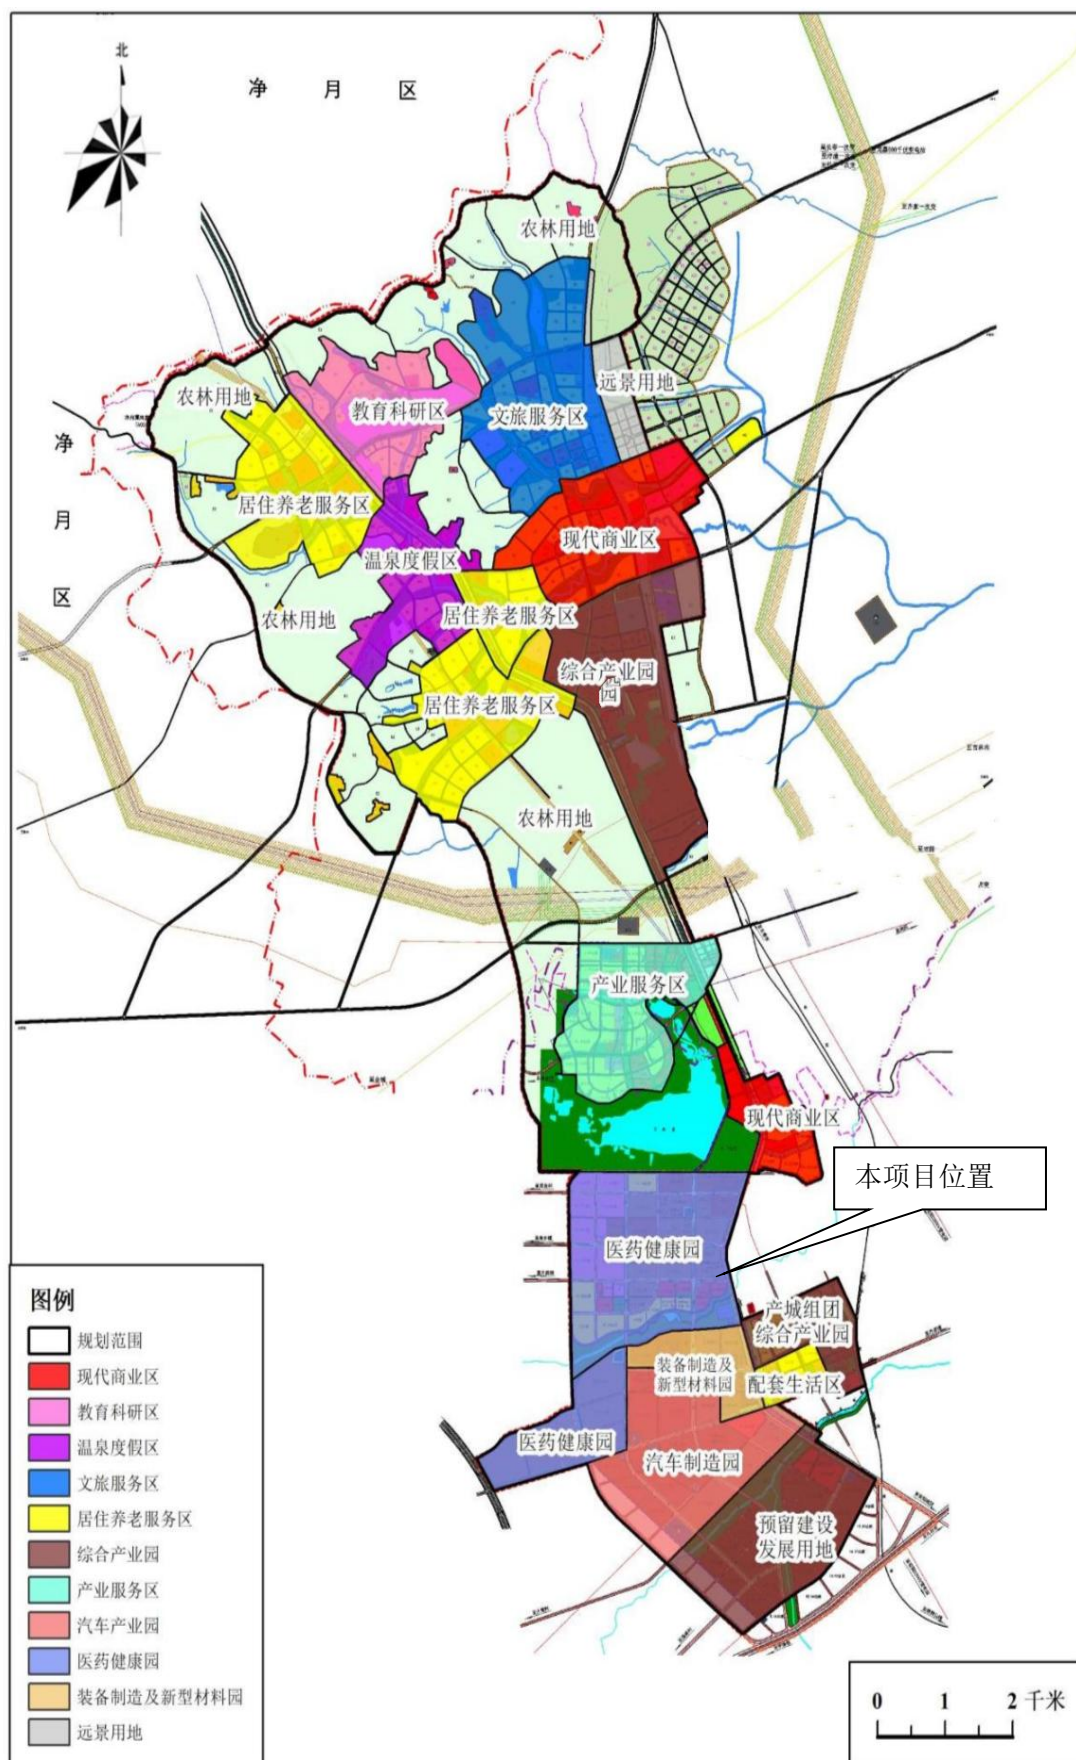 北
净月区
农林用地
远景用地
教育科研区
文旅服务区
农林用地
净月区
居住养老服务区
现代商业区
温泉度假区
农林用地
居住养老服务区
综合产业园
园
居住养老服务区
农林用地
产业服务区
现代商业区
本项目位置
医药健康园
产城组团
综合产业园
装备制造及
新型材料园
配套生活区
医药健康园
汽车制造园
预留建设
发展用地
图例
规划范围
现代商业区
教育科研区
温泉度假区
文旅服务区
居住养老服务区
综合产业园
产业服务区
汽车产业园
医药健康园
装备制造及新型材料园
远景用地
0 1 2 千米